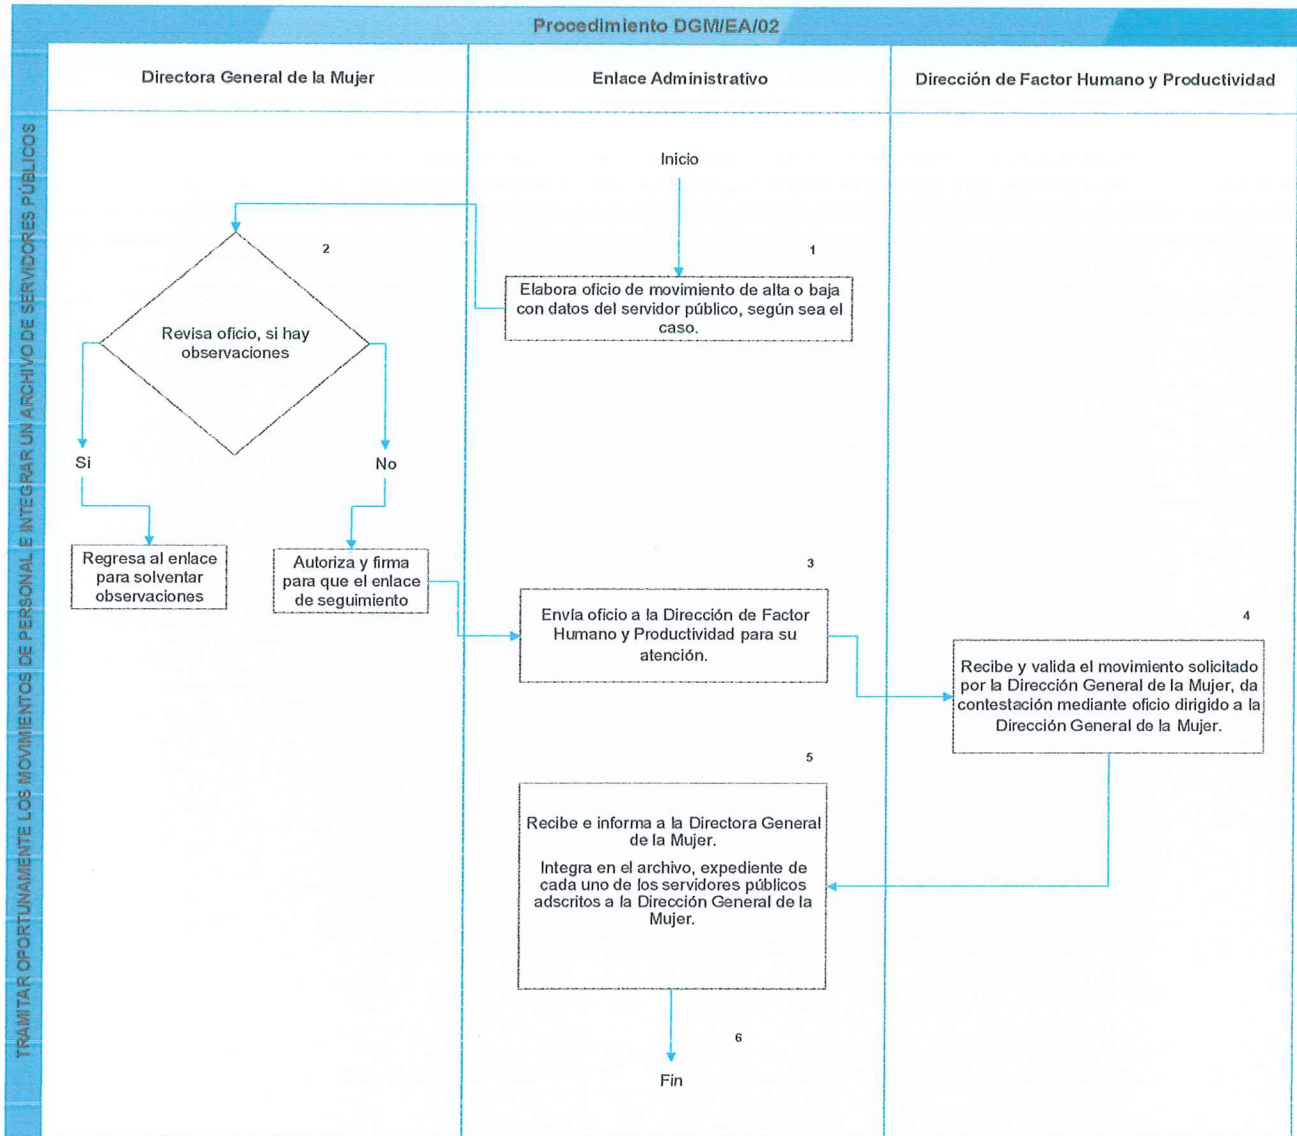 Procedimiento DGM/EA/02
TRAMITAR OPORTUNAMENTE LOS MOVIMIENTOS DE PERSONAL E INTEGRAR UN ARCHIVO DE SERVIDORES PÚBLICOS
Directora General de la Mujer
Enlace Administrativo
Dirección de Factor Humano y Productividad
Inicio
1
Elabora oficio de movimiento de alta o baja
con datos del servidor público, según sea el
caso.
2
Revisa oficio, si hay
observaciones
Si
No
Regresa al enlace
para solventar
observaciones
Autoriza y firma
para que el enlace
de seguimiento
3
Envía oficio a la Dirección de Factor
Humano y Productividad para su
atención.
4
Recibe y valida el movimiento solicitado
por la Dirección General de la Mujer, da
contestación mediante oficio dirigido a la
Dirección General de la Mujer.
5
Recibe e informa a la Directora General
de la Mujer.
Integra en el archivo, expediente de
cada uno de los servidores públicos
adscritos a la Dirección General de la
Mujer.
6
Fin